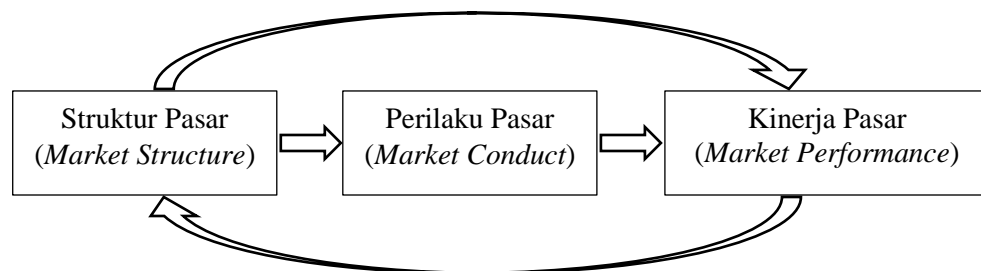 Struktur Pasar
(Market Structure)
Perilaku Pasar
(Market Conduct)
Kinerja Pasar
(Market Performance)